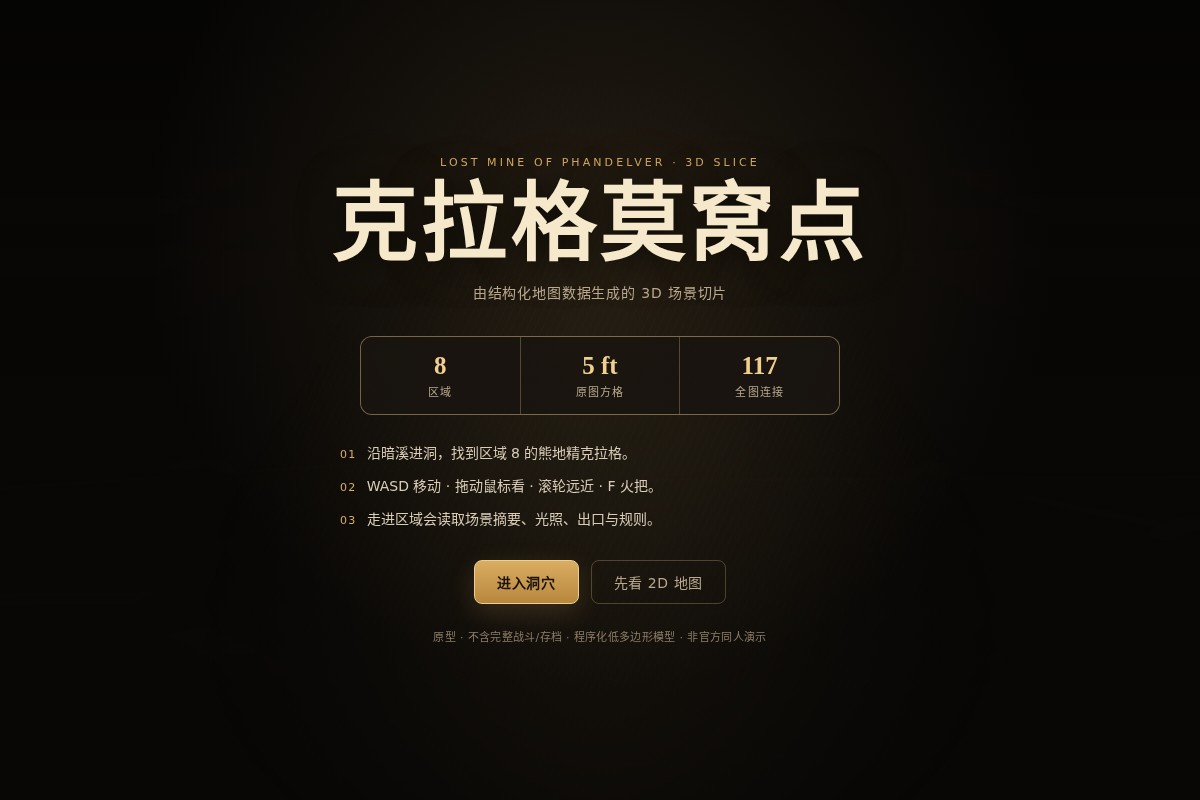 LOST MINE OF PHANDELVER · 3D SLICE
克拉格莫窝点
由结构化地图数据生成的 3D 场景切片
8
区域
5 ft
原图方格
117
全图连接
01 沿暗溪进洞，找到区域 8 的熊地精克拉格。
02 WASD 移动 · 拖动鼠标看 · 滚轮远近 · F 火把。
03 走进区域会读取场景摘要、光照、出口与规则。
进入洞穴
先看 2D 地图
原型 · 不含完整战斗/存档 · 程序化低多边形模型 · 非官方同人演示